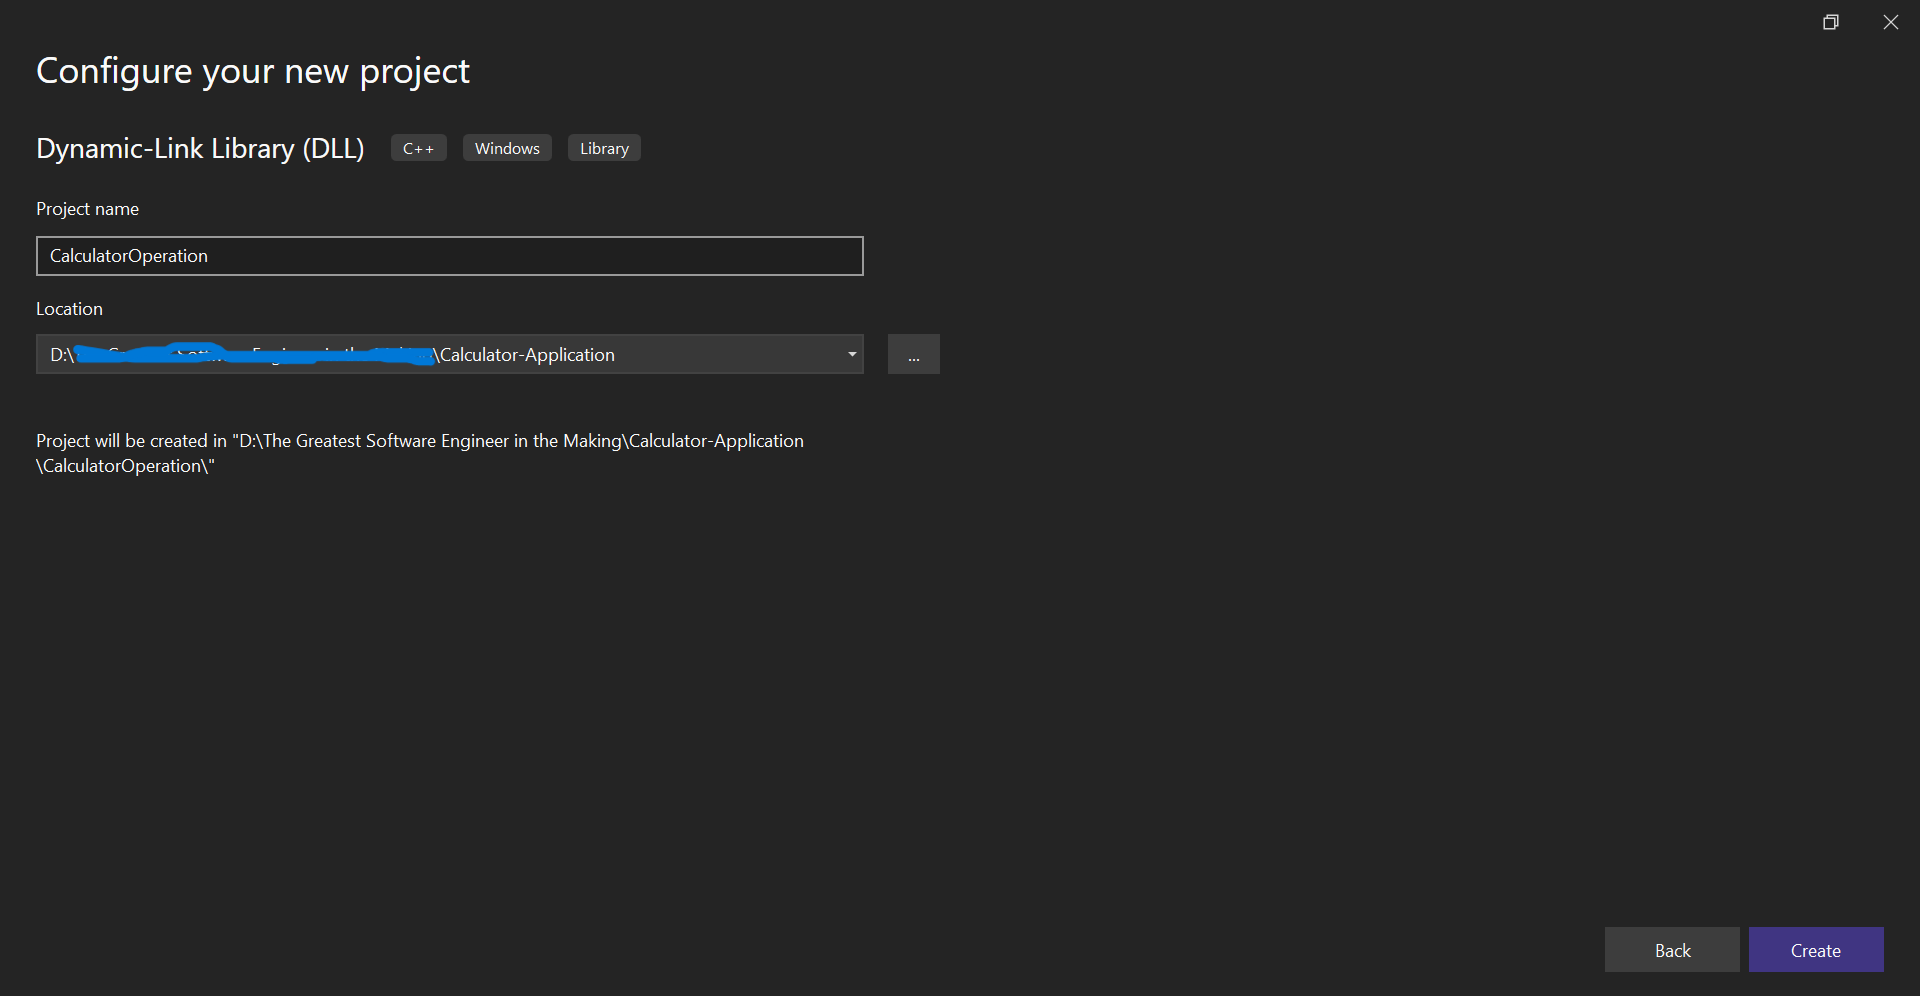 Configure your new project
Dynamic-Link Library (DLL) C++ Windows Library
Project name
CalculatorOperation
Location
D:\ \Calculator-Application
...
Project will be created in "D:\The Greatest Software Engineer in the Making\Calculator-Application
\CalculatorOperation\"
Back Create